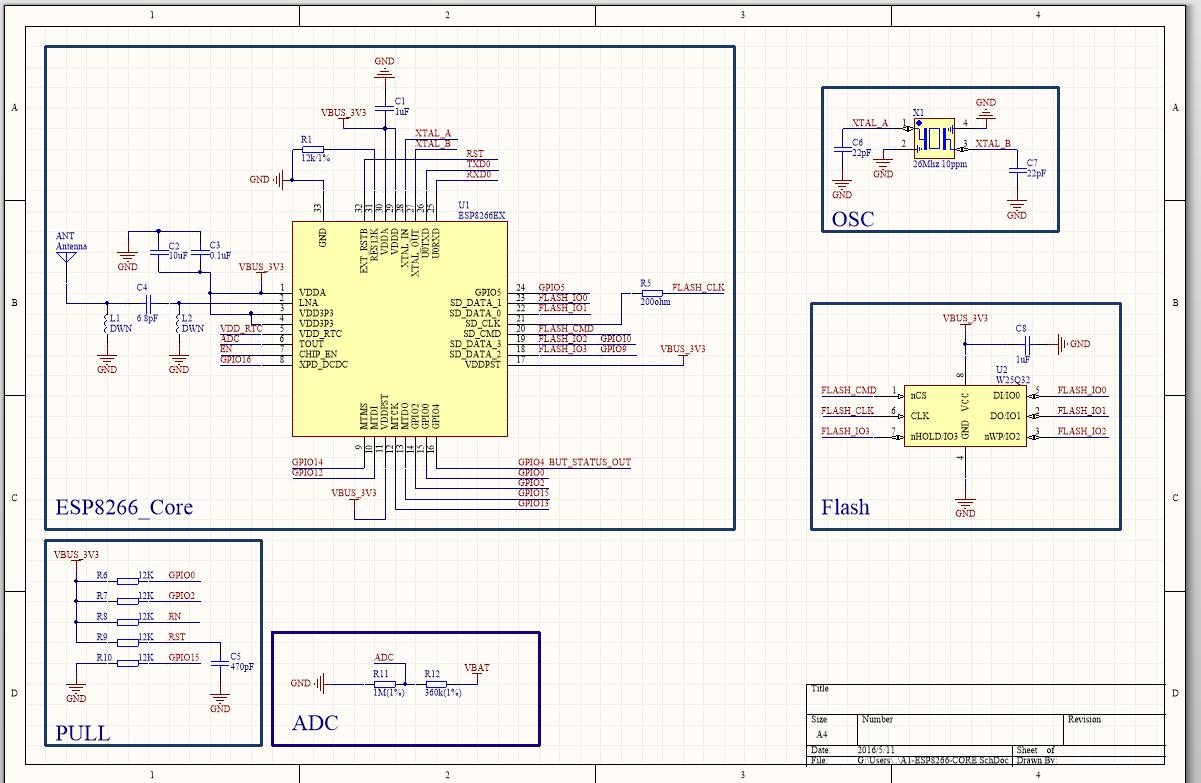 1 2 3 4
A
B
C
D
GND
C1
1uF
VBUS_3V3
XTAL_A
XTAL_B
R1
12k/1%
RST
TXD0
RXD0
GND
33 32 31 30 29 28 27 26 25
U1
ESP8266EX
GND EXT_RSTB RES12K VDDA VDDD XTAL_IN XTAL_OUT U0TXD U0RXD
ANT
Antenna
GND
C2
10uF
C3
0.1uF
VBUS_3V3
C4
6.8pF
L1
DWN
L2
DWN
GND
GND
VDD_RTC
ADC
EN
GPIO16
1 VDDA
2 LNA
3 VDD3P3
4 VDD3P3
5 VDD_RTC
6 TOUT
7 CHIP_EN
8 XPD_DCDC
GPIO5 24 GPIO5
SD_DATA_1 23 FLASH_IO0
SD_DATA_0 22 FLASH_IO1
SD_CLK 21
SD_CMD 20 FLASH_CMD
SD_DATA_3 19 FLASH_IO2 GPIO10
SD_DATA_2 18 FLASH_IO3 GPIO9
VDDPST 17
R5
200ohm
FLASH_CLK
VBUS_3V3
MTMS MTDI VDDPST MTCK MTDO GPIO2 GPIO0 GPIO4
9 10 11 12 13 14 15 16
GPIO14
GPIO12
VBUS_3V3
GPIO4 BUT_STATUS_OUT
GPIO0
GPIO2
GPIO15
GPIO13
ESP8266_Core
X1
GND
XTAL_A 1
4
2
3 XTAL_B
C6
22pF
GND
26Mhz 10ppm
C7
22pF
GND
GND
OSC
VBUS_3V3
C8
1uF
GND
8
U2
W25Q32
FLASH_CMD 1 nCS
FLASH_CLK 6 CLK
FLASH_IO3 7 nHOLD/IO3
VCC
GND
DI/IO0 5 FLASH_IO0
DO/IO1 2 FLASH_IO1
nWP/IO2 3 FLASH_IO2
4
GND
Flash
VBUS_3V3
R6 12K GPIO0
R7 12K GPIO2
R8 12K EN
R9 12K RST
R10 12K GPIO15
C5
470pF
GND
GND
PULL
ADC
GND
R11
1M(1%)
R12
360k(1%)
VBAT
ADC
Title
Size
A4
Number
Revision
Date: 2016/5/11 Sheet of
File: G:\Users\..\A1-ESP8266-CORE.SchDoc Drawn By:
A
B
C
D
1 2 3 4